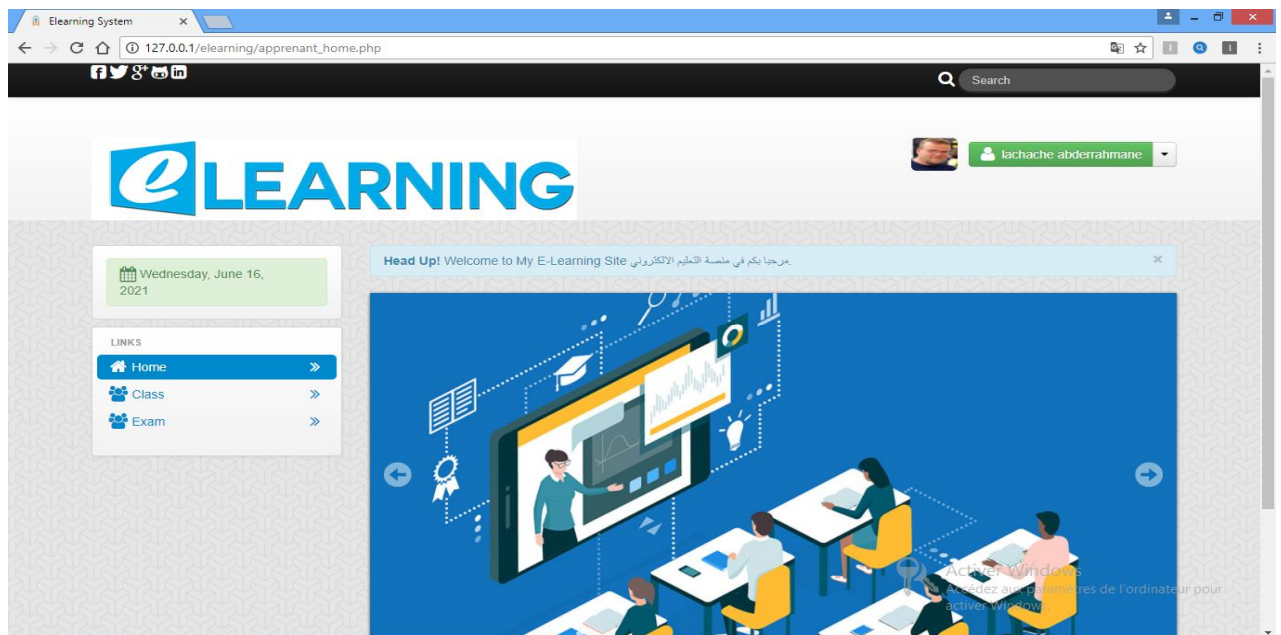 Elearning System
127.0.0.1/elearning/apprenant_home.php
Search
eLEARNING
lachache abderrahmane
Wednesday, June 16,
2021
Head Up! Welcome to My E-Learning Site مرحبا بكم في منصة التعليم الالكتروني.
LINKS
Home
Class
Exam
Activer Windows
Accédez aux paramètres de l'ordinateur pour
activer Windows.